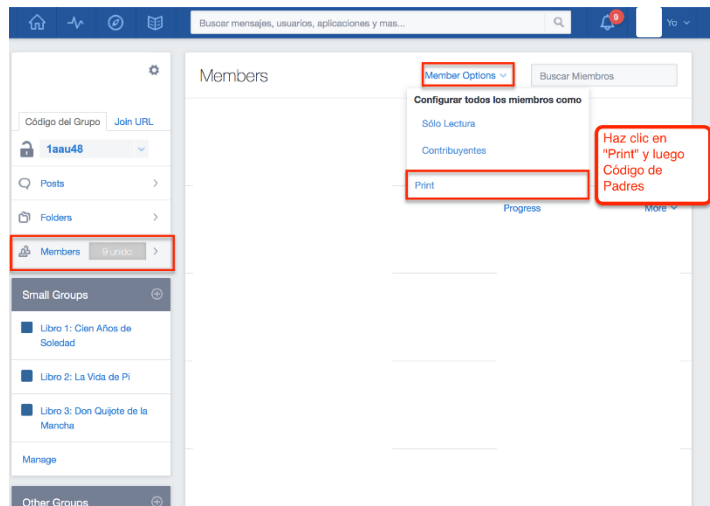 Buscar mensajes, usuarios, aplicaciones y mas...
9
Yo
Código del Grupo
Join URL
1aau48
Posts
Folders
Members
9 unido
Small Groups
Libro 1: Cien Años de
Soledad
Libro 2: La Vida de Pi
Libro 3: Don Quijote de la
Mancha
Manage
Other Groups
Members
Member Options
Buscar Miembros
Configurar todos los miembros como
Sólo Lectura
Contribuyentes
Print
Haz clic en
"Print" y luego
Código de
Padres
Progress
More